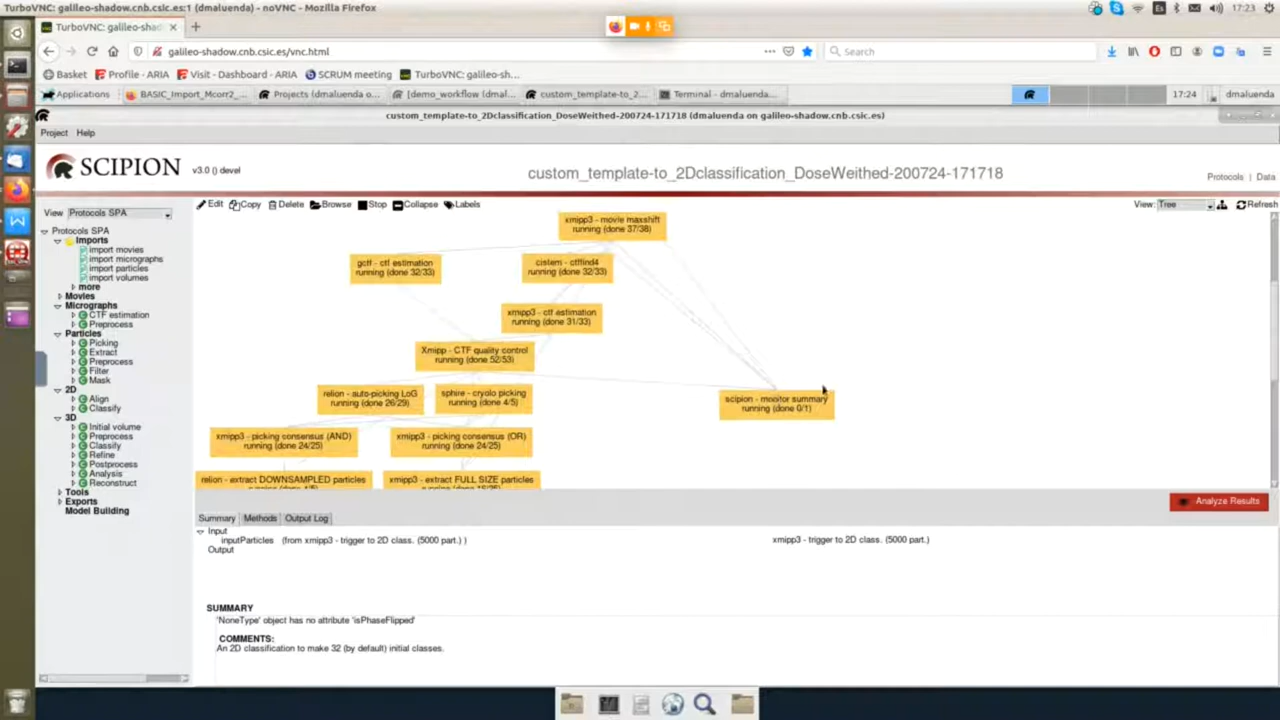 TurboVNC: galileo-shadow.cnb.csic.es:1 (dmaluenda) - noVNC - Mozilla Firefox
Es
17:23
TurboVNC: galileo-shad
galileo-shadow.cnb.csic.es/vnc.html
Search
Basket
Profile - ARIA
Visit - Dashboard - ARIA
SCRUM meeting
TurboVNC: galileo-sh...
Applications
BASIC_Import_Mcorr2_...
Projects (dmaluenda o...
[demo_workflow (dmal...
custom_template-to_2...
Terminal - dmaluenda...
17:24
dmaluenda
custom_template-to_2Dclassification_DoseWeithed-200724-171718 (dmaluenda on galileo-shadow.cnb.csic.es)
Project
Help
SCIPION
v3.0 () devel
custom_template-to_2Dclassification_DoseWeithed-200724-171718
Protocols | Data
View
Protocols SPA
Edit
Copy
Delete
Browse
Stop
Collapse
Labels
View:
Tree
Refresh
Protocols SPA
Imports
import movies
import micrographs
import particles
import volumes
more
Movies
Micrographs
CTF estimation
Preprocess
Particles
Picking
Extract
Preprocess
Filter
Mask
2D
Align
Classify
3D
Initial volume
Preprocess
Classify
Refine
Postprocess
Analysis
Reconstruct
Tools
Exports
Model Building
xmipp3 - movie maxshift
running (done 37/38)
gctf - ctf estimation
running (done 32/33)
cistem - ctffind4
running (done 32/33)
xmipp3 - ctf estimation
running (done 31/33)
Xmipp - CTF quality control
running (done 52/53)
relion - auto-picking LoG
running (done 26/29)
sphire - cryolo picking
running (done 4/5)
scipion - monitor summary
running (done 0/1)
xmipp3 - picking consensus (AND)
running (done 24/25)
xmipp3 - picking consensus (OR)
running (done 24/25)
relion - extract DOWNSAMPLED particles
xmipp3 - extract FULL SIZE particles
Analyze Results
Summary
Methods
Output Log
Input
inputParticles (from xmipp3 - trigger to 2D class. (5000 part.) )
xmipp3 - trigger to 2D class. (5000 part.)
Output
SUMMARY
'NoneType' object has no attribute 'isPhaseFlipped'
COMMENTS:
An 2D classification to make 32 (by default) initial classes.